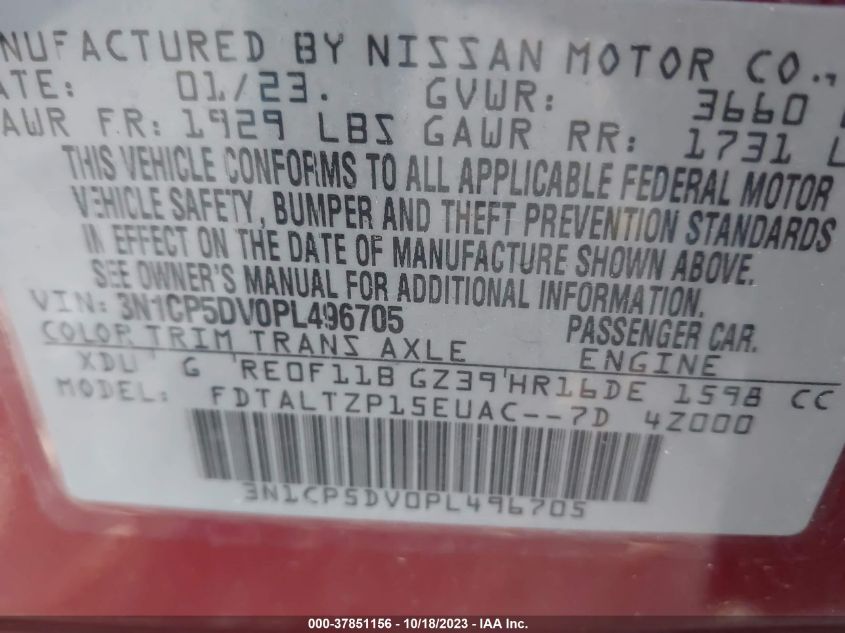 NUFACTURED BY NISSAN MOTOR CO.,
ATE: 01/23. GVWR: 3660
AWR FR: 1929 LBS GAWR RR: 1731 L
THIS VEHICLE CONFORMS TO ALL APPLICABLE FEDERAL MOTOR
VEHICLE SAFETY, BUMPER AND THEFT PREVENTION STANDARDS
IN EFFECT ON THE DATE OF MANUFACTURE SHOWN ABOVE.
SEE OWNER'S MANUAL FOR ADDITIONAL INFORMATION.
VIN: 3N1CP5DV0PL496705 PASSENGER CAR.
COLOR TRIM TRANS AXLE ENGINE
XDU G RE0F11B GZ39 HR16DE 1598 CC
MODEL: FDTALTZP15EUAC--7D 4Z000
3N1CP5DV0PL496705
000-37851156 - 10/18/2023 - IAA Inc.